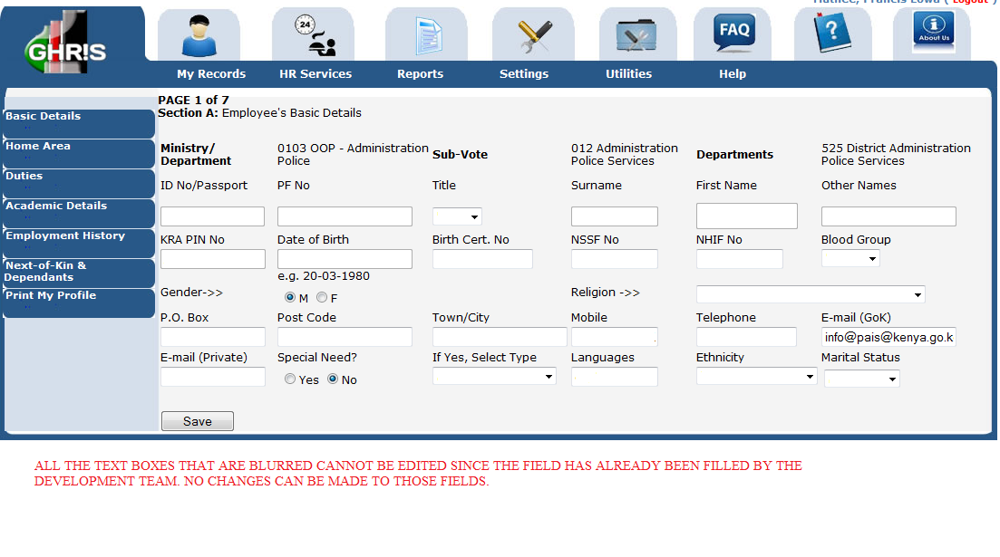 ( Logout )
GHRIS
24
FAQ
?
i
About Us
My Records HR Services Reports Settings Utilities Help
PAGE 1 of 7
Section A: Employee's Basic Details
Basic Details
Home Area
Duties
Academic Details
Employment History
Next-of-Kin &
Dependants
Print My Profile
Ministry/ 0103 OOP - Administration Sub-Vote 012 Administration Departments 525 District Administration
Department Police Police Services Police Services
ID No/Passport PF No Title Surname First Name Other Names
KRA PIN No Date of Birth Birth Cert. No NSSF No NHIF No Blood Group
e.g. 20-03-1980
Gender->> M F Religion ->>
P.O. Box Post Code Town/City Mobile Telephone E-mail (GoK)
info@pais@kenya.go.k
E-mail (Private) Special Need? If Yes, Select Type Languages Ethnicity Marital Status
Yes No
Save
ALL THE TEXT BOXES THAT ARE BLURRED CANNOT BE EDITED SINCE THE FIELD HAS ALREADY BEEN FILLED BY THE
DEVELOPMENT TEAM. NO CHANGES CAN BE MADE TO THOSE FIELDS.